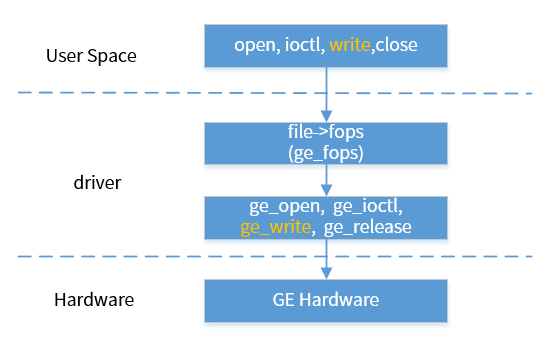 User Space
open, ioctl, write,close
driver
file->fops
(ge_fops)
ge_open, ge_ioctl,
ge_write, ge_release
Hardware
GE Hardware